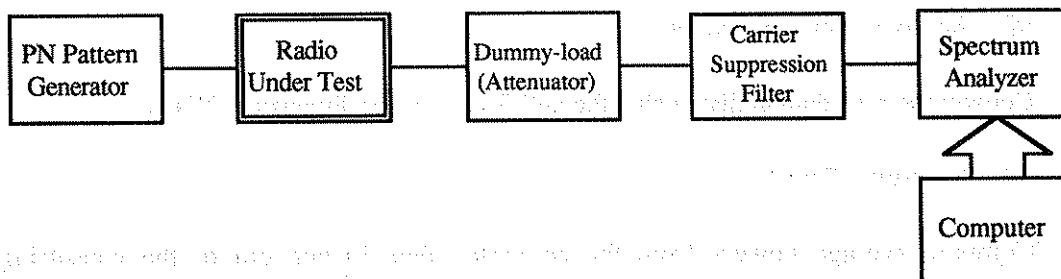 PN Pattern
Generator
Radio
Under Test
Dummy-load
(Attenuator)
Carrier
Suppression
Filter
Spectrum
Analyzer
Computer